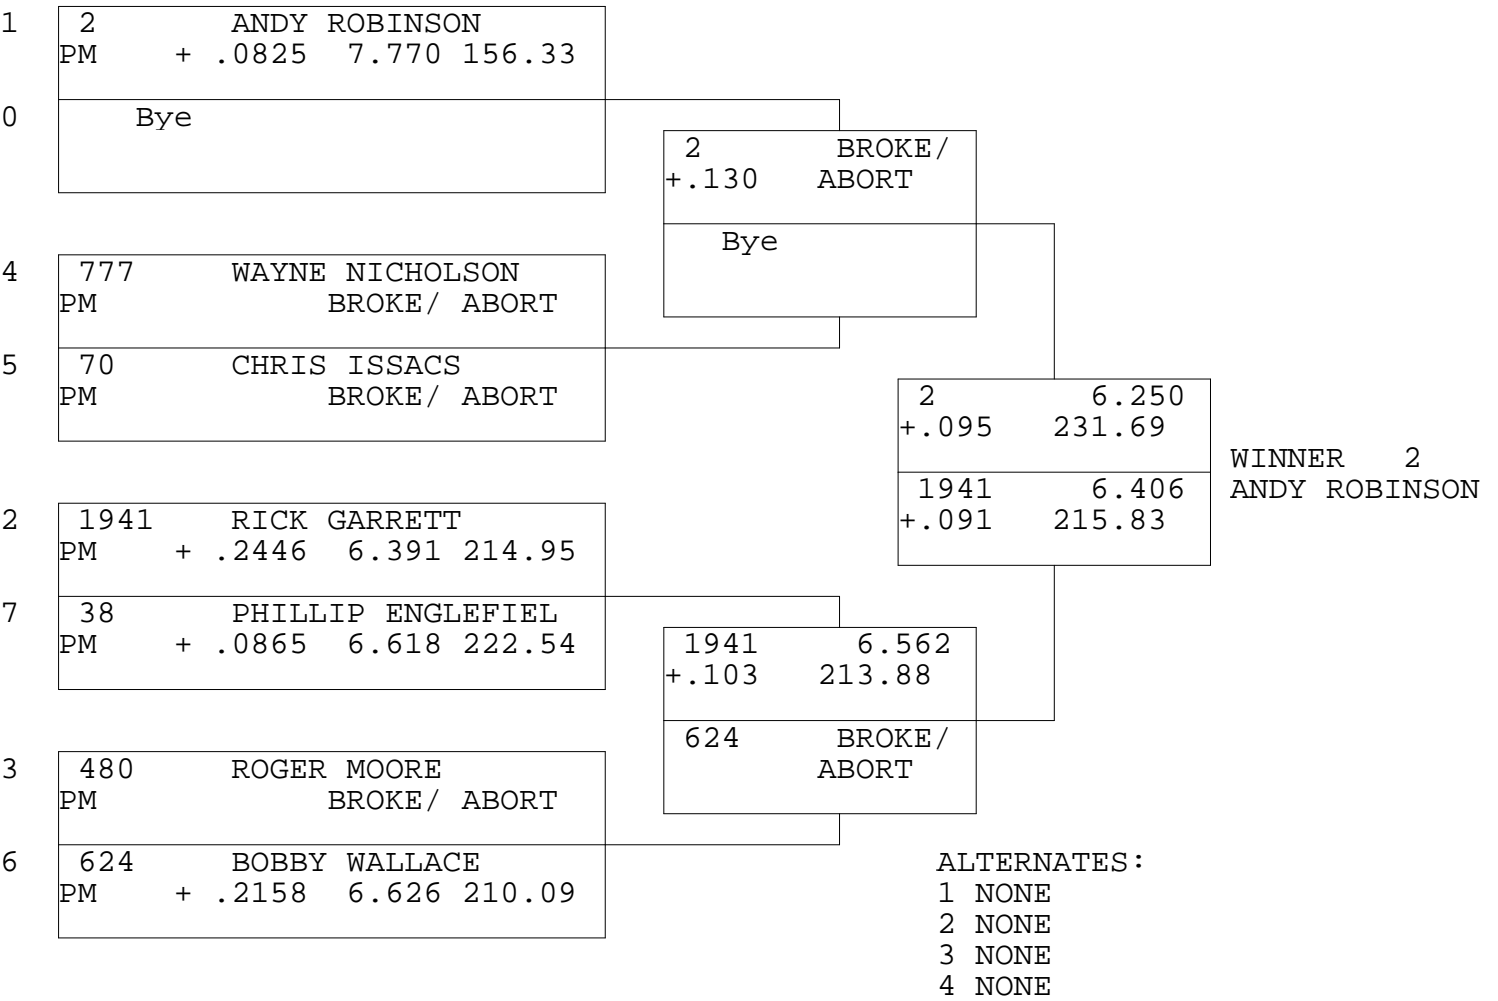 1 2 ANDY ROBINSON
PM + .0825 7.770 156.33
0 Bye
4 777 WAYNE NICHOLSON
PM BROKE/ ABORT
5 70 CHRIS ISSACS
PM BROKE/ ABORT
2 1941 RICK GARRETT
PM + .2446 6.391 214.95
7 38 PHILLIP ENGLEFIEL
PM + .0865 6.618 222.54
3 480 ROGER MOORE
PM BROKE/ ABORT
6 624 BOBBY WALLACE
PM + .2158 6.626 210.09
2 BROKE/
+.130 ABORT
Bye
1941 6.562
+.103 213.88
624 BROKE/
ABORT
2 6.250
+.095 231.69
1941 6.406
+.091 215.83
WINNER 2
ANDY ROBINSON
ALTERNATES:
1 NONE
2 NONE
3 NONE
4 NONE